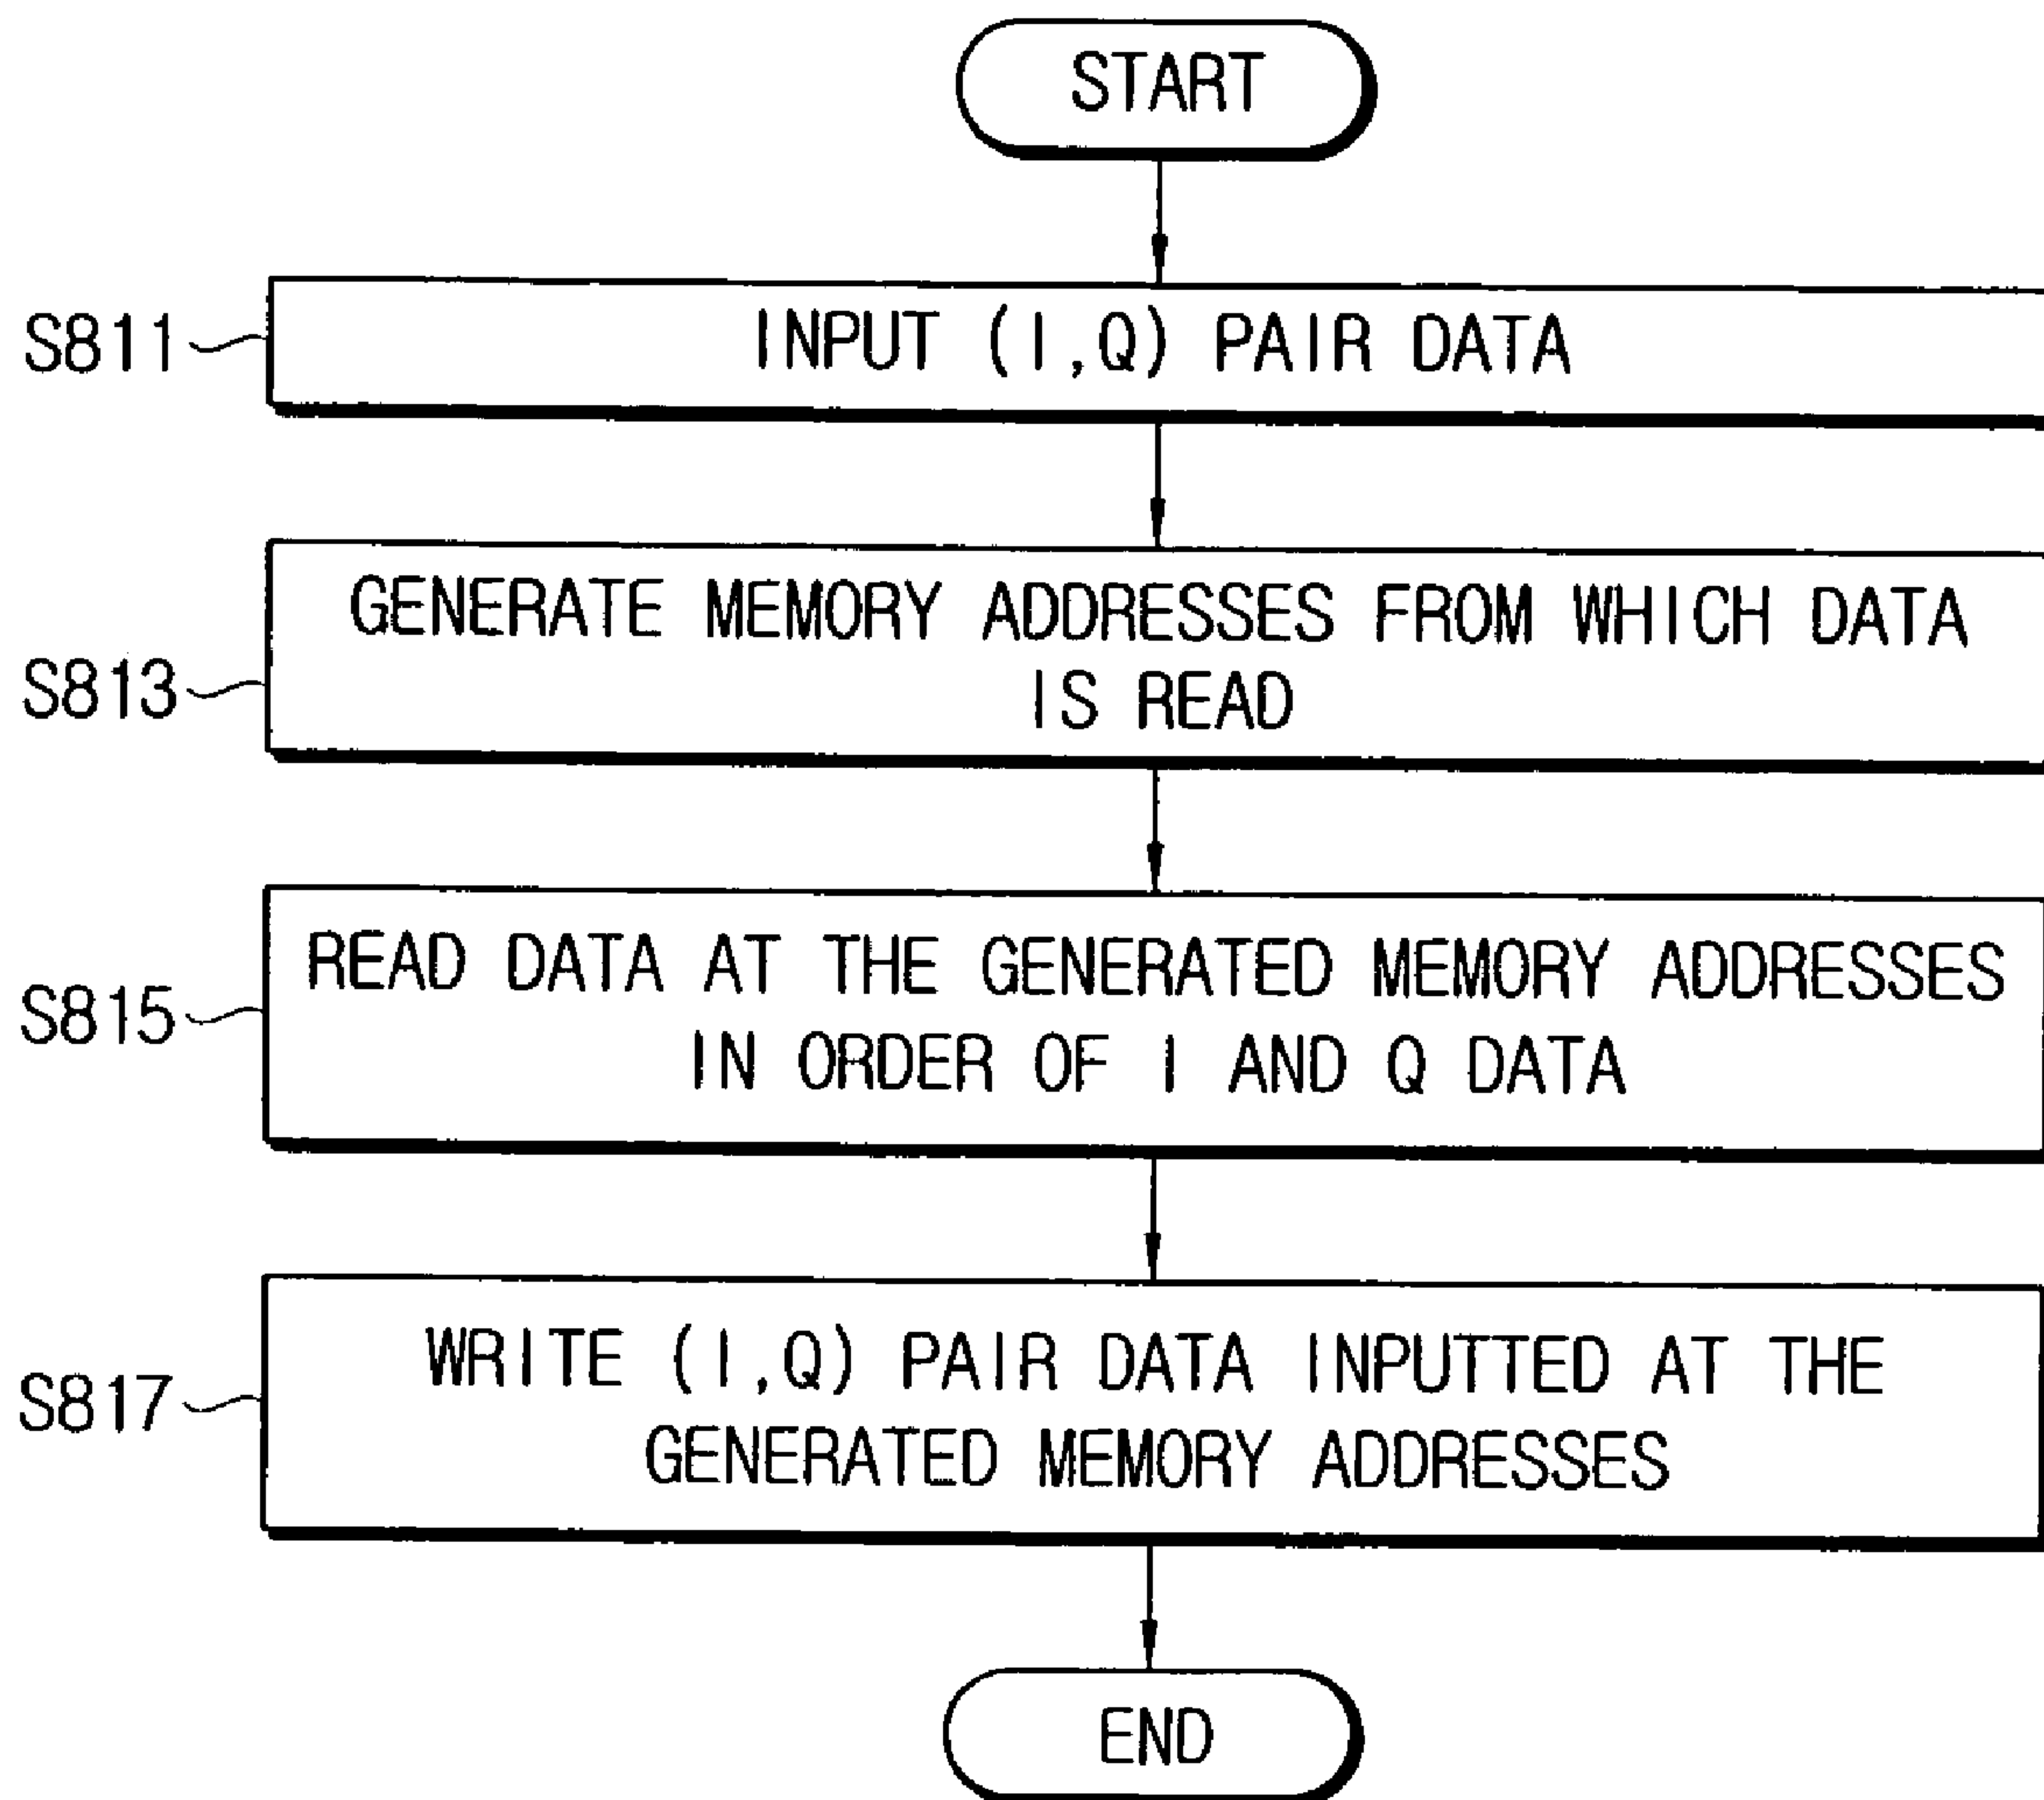 START
S811
INPUT (I,Q) PAIR DATA
S813
GENERATE MEMORY ADDRESSES FROM WHICH DATA
IS READ
S815
READ DATA AT THE GENERATED MEMORY ADDRESSES
IN ORDER OF I AND Q DATA
S817
WRITE (I,Q) PAIR DATA INPUTTED AT THE
GENERATED MEMORY ADDRESSES
END